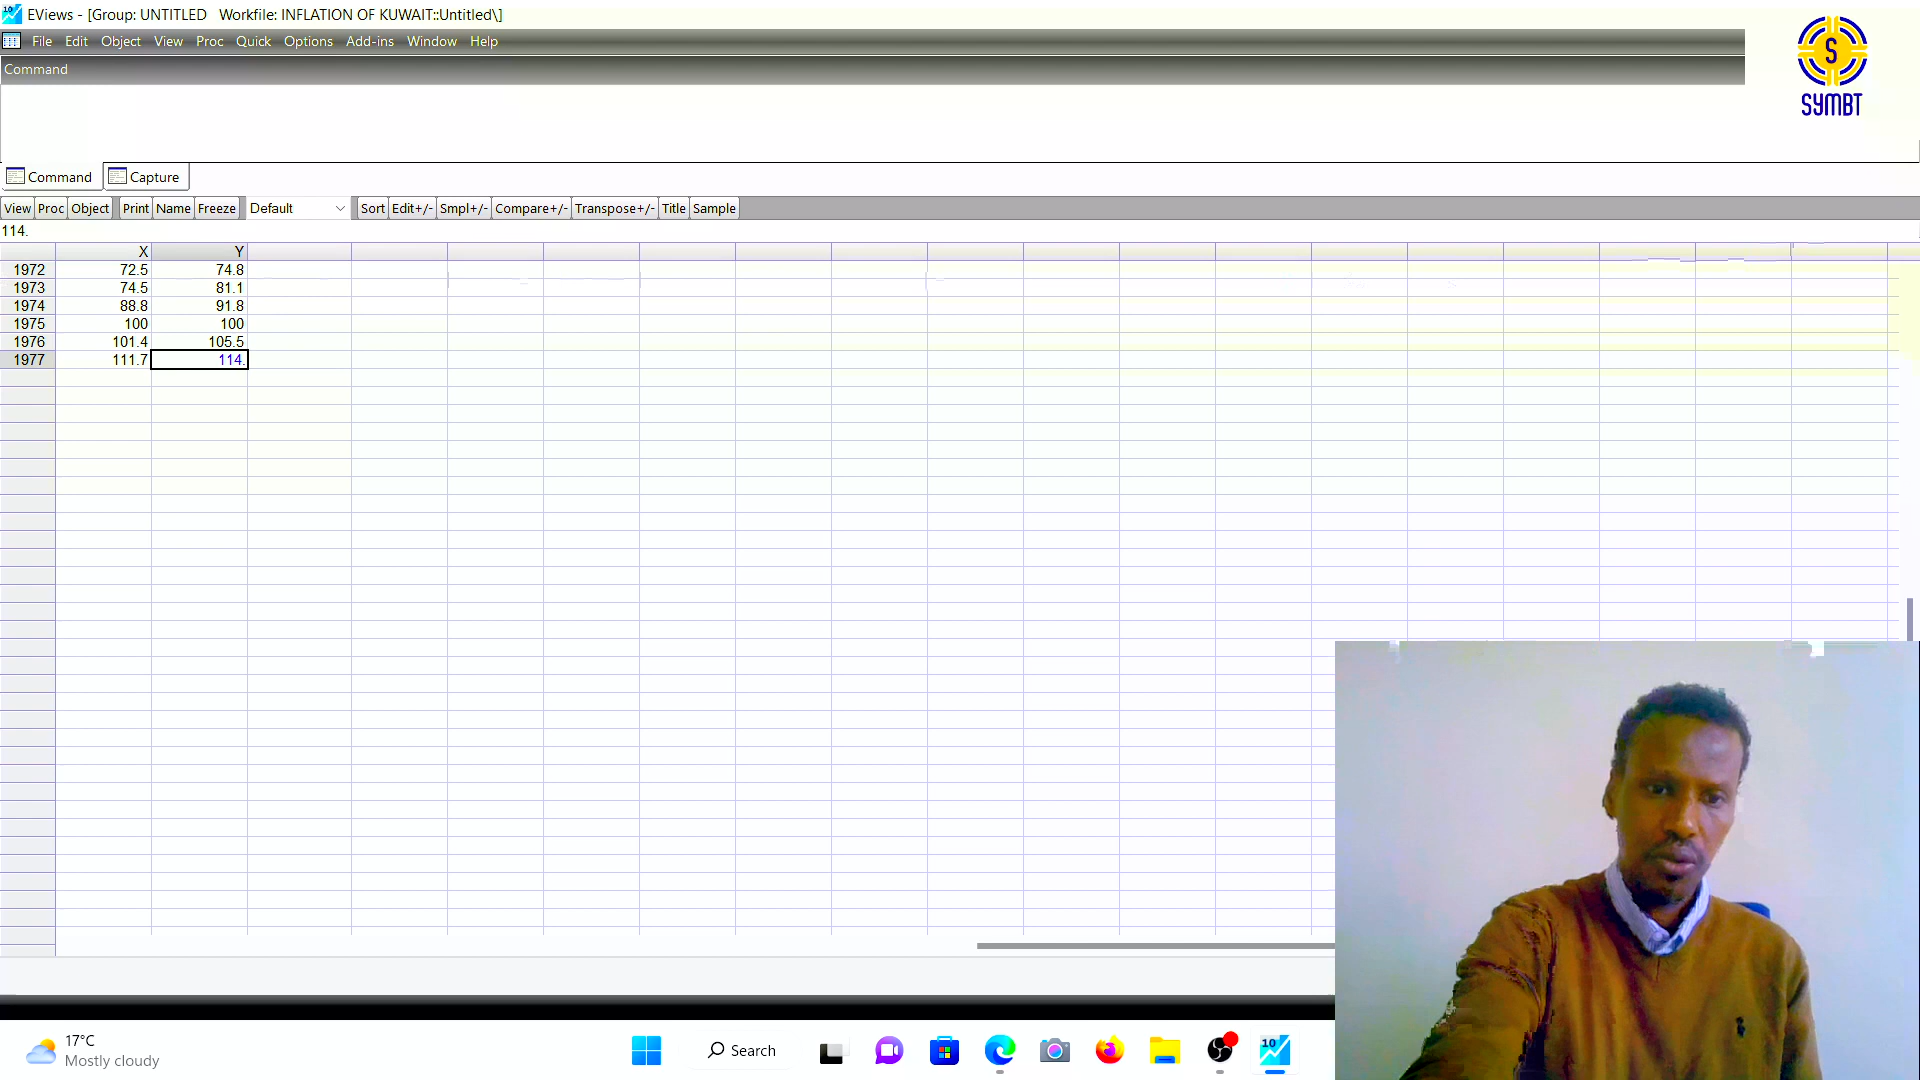 EViews - [Group: UNTITLED   Workfile: INFLATION OF KUWAIT::Untitled\]
File Edit Object View Proc Quick Options Add-ins Window Help
Command
Command Capture
View Proc Object Print Name Freeze Default Sort Edit+/- Smpl+/- Compare+/- Transpose+/- Title Sample
114.
X Y
1972 72.5 74.8
1973 74.5 81.1
1974 88.8 91.8
1975 100 100
1976 101.4 105.5
1977 111.7 114.
S
SYMBT
17°C
Mostly cloudy
Search
10